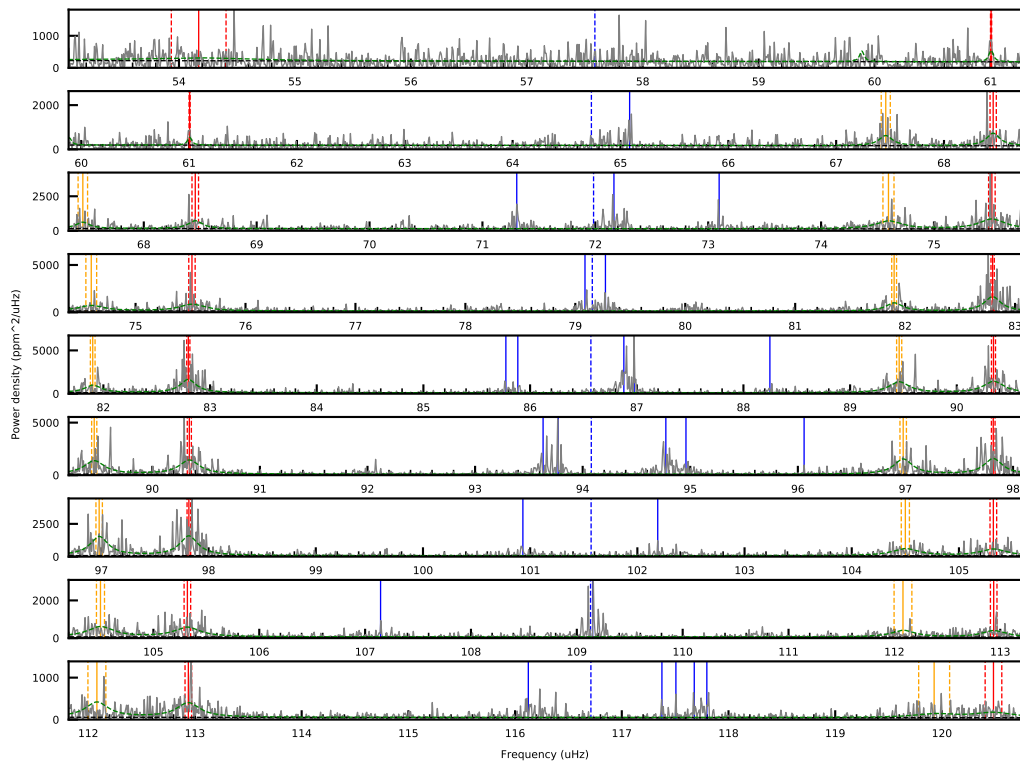 1000
0
54 55 56 57 58 59 60 61
2000
0
60 61 62 63 64 65 66 67 68
2500
0
68 69 70 71 72 73 74 75
5000
0
75 76 77 78 79 80 81 82 83
5000
0
82 83 84 85 86 87 88 89 90
5000
0
90 91 92 93 94 95 96 97 98
2500
0
97 98 99 100 101 102 103 104 105
2000
0
105 106 107 108 109 110 111 112 113
1000
0
112 113 114 115 116 117 118 119 120
Power density (ppm^2/uHz)
Frequency (uHz)